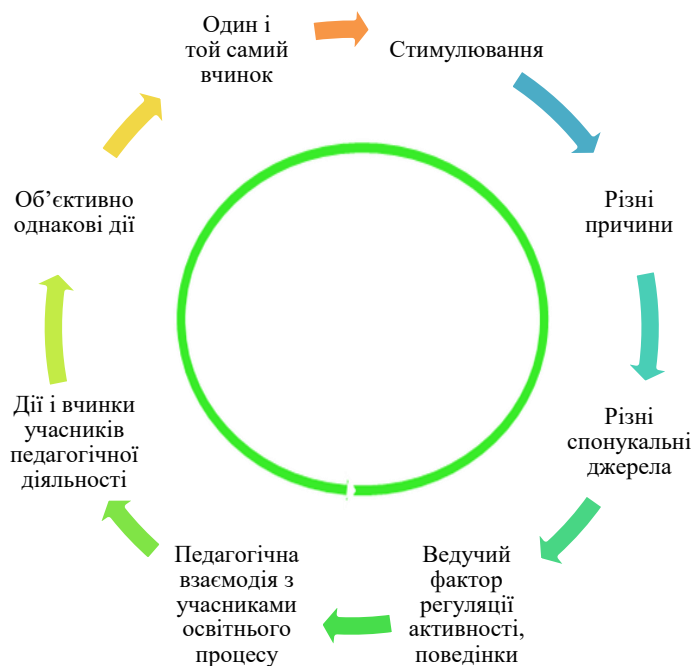 Один і
той самий
вчинок
Стимулювання
Різні
причини
Різні
спонукальні
джерела
Ведучий
фактор
регуляції
активності,
поведінки
Педагогічна
взаємодія з
учасниками
освітнього
процесу
Дії і вчинки
учасників
педагогічної
діяльності
Об’єктивно
однакові дії